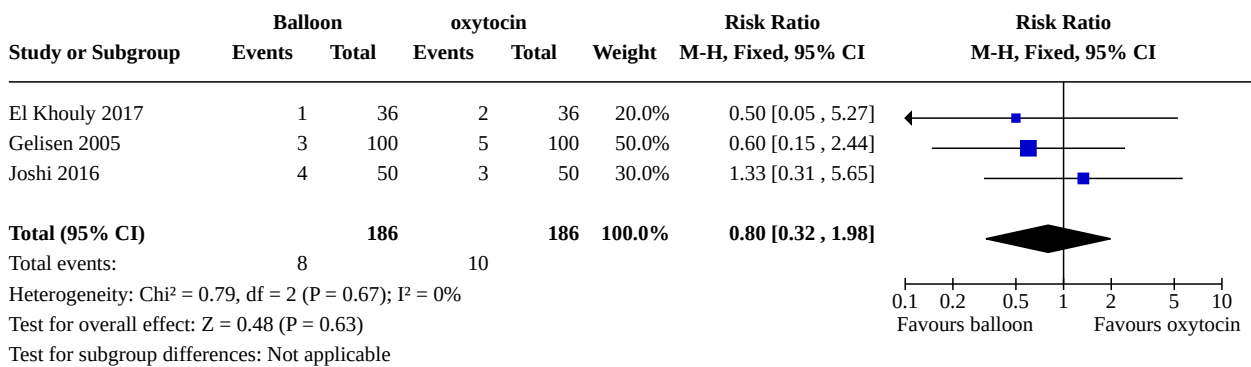 Balloon oxytocin Risk Ratio Risk Ratio
Study or Subgroup Events Total Events Total Weight M-H, Fixed, 95% CI M-H, Fixed, 95% CI
El Khouly 2017 1 36 2 36 20.0% 0.50 [0.05 , 5.27]
Gelisen 2005 3 100 5 100 50.0% 0.60 [0.15 , 2.44]
Joshi 2016 4 50 3 50 30.0% 1.33 [0.31 , 5.65]
Total (95% CI) 186 186 100.0% 0.80 [0.32 , 1.98]
Total events: 8 10
Heterogeneity: Chi² = 0.79, df = 2 (P = 0.67); I² = 0%
0.1 0.2 0.5 1 2 5 10
Test for overall effect: Z = 0.48 (P = 0.63) Favours balloon Favours oxytocin
Test for subgroup differences: Not applicable